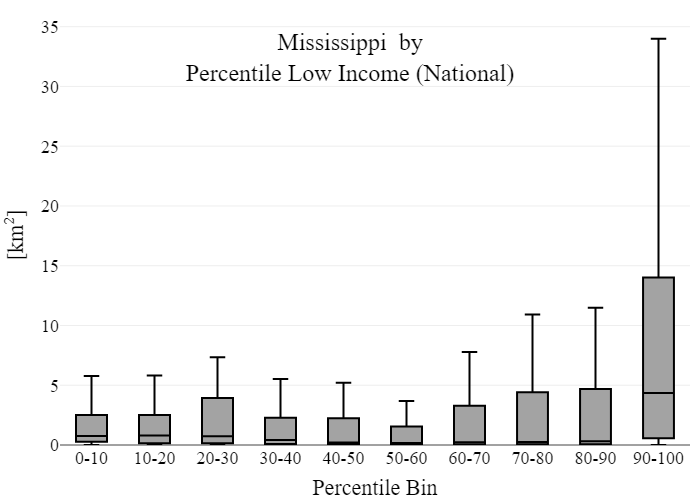 Mississippi by
Percentile Low Income (National)
35
30
25
20
15
10
5
0
[km²]
0-10 10-20 20-30 30-40 40-50 50-60 60-70 70-80 80-90 90-100
Percentile Bin